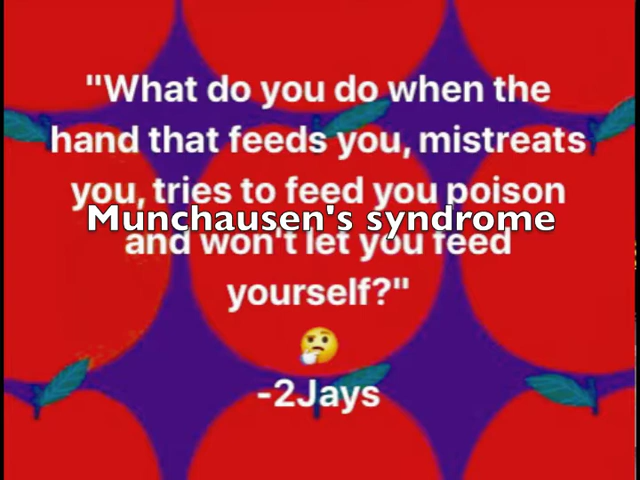 "What do you do when the
hand that feeds you, mistreats
you, tries to feed you poison
Munchausen's syndrome
and won't let you feed
yourself?"
🤔
-2Jays